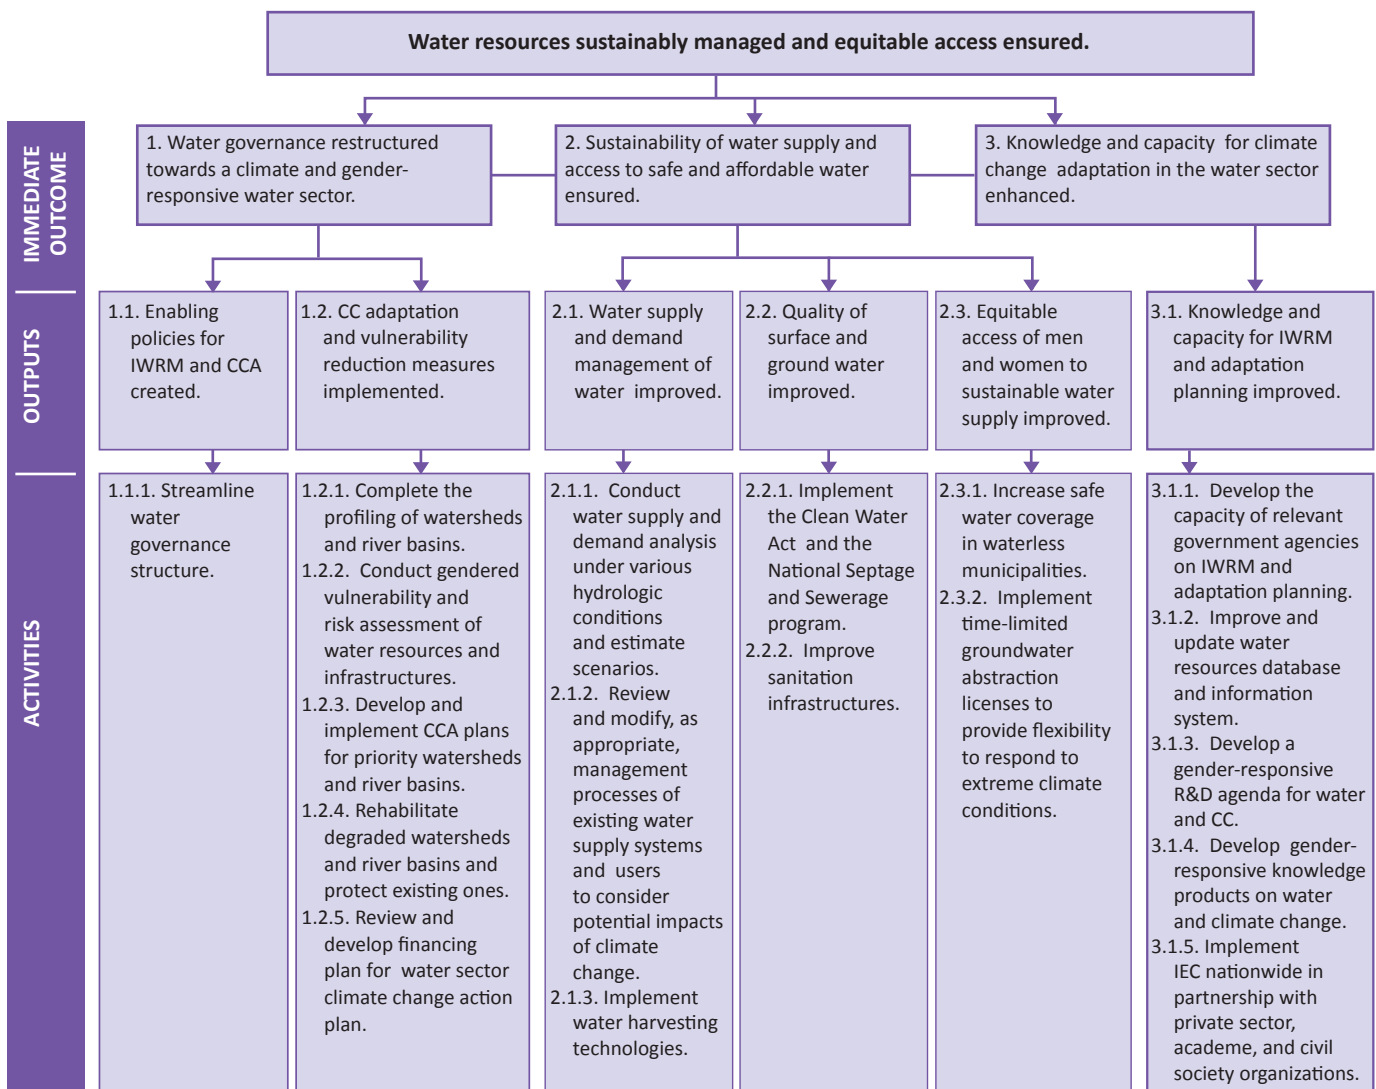 Water resources sustainably managed and equitable access ensured.
IMMEDIATE
OUTCOME
1. Water governance restructured
towards a climate and gender-
responsive water sector.
2. Sustainability of water supply and
access to safe and affordable water
ensured.
3. Knowledge and capacity for climate
change adaptation in the water sector
enhanced.
OUTPUTS
1.1. Enabling
policies for
IWRM and CCA
created.
1.2. CC adaptation
and vulnerability
reduction measures
implemented.
2.1. Water supply
and demand
management of
water improved.
2.2. Quality of
surface and
ground water
improved.
2.3. Equitable
access of men
and women to
sustainable water
supply improved.
3.1. Knowledge and
capacity for IWRM
and adaptation
planning improved.
ACTIVITIES
1.1.1. Streamline
water
governance
structure.
1.2.1. Complete the
profiling of watersheds
and river basins.
1.2.2. Conduct gendered
vulnerability and
risk assessment of
water resources and
infrastructures.
1.2.3. Develop and
implement CCA plans
for priority watersheds
and river basins.
1.2.4. Rehabilitate
degraded watersheds
and river basins and
protect existing ones.
1.2.5. Review and
develop financing
plan for water sector
climate change action
plan.
2.1.1. Conduct
water supply and
demand analysis
under various
hydrologic
conditions
and estimate
scenarios.
2.1.2. Review
and modify, as
appropriate,
management
processes of
existing water
supply systems
and users
to consider
potential impacts
of climate
change.
2.1.3. Implement
water harvesting
technologies.
2.2.1. Implement
the Clean Water
Act and the
National Septage
and Sewerage
program.
2.2.2. Improve
sanitation
infrastructures.
2.3.1. Increase safe
water coverage
in waterless
municipalities.
2.3.2. Implement
time-limited
groundwater
abstraction
licenses to
provide flexibility
to respond to
extreme climate
conditions.
3.1.1. Develop the
capacity of relevant
government agencies
on IWRM and
adaptation planning.
3.1.2. Improve and
update water
resources database
and information
system.
3.1.3. Develop a
gender-responsive
R&D agenda for water
and CC.
3.1.4. Develop gender-
responsive knowledge
products on water
and climate change.
3.1.5. Implement
IEC nationwide in
partnership with
private sector,
academe, and civil
society organizations.